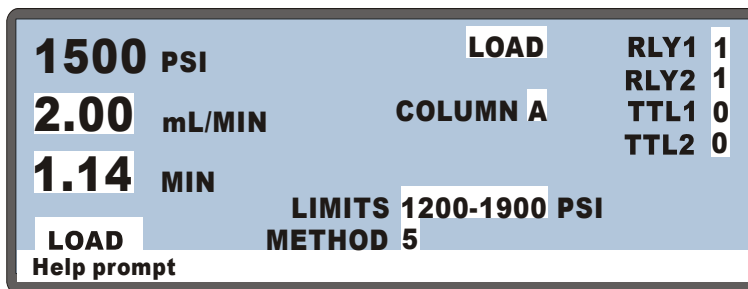 1500 PSI
LOAD
RLY1 1
RLY2 1
2.00 mL/MIN
COLUMN A
TTL1 0
TTL2 0
1.14 MIN
LIMITS 1200-1900 PSI
LOAD
METHOD 5
Help prompt